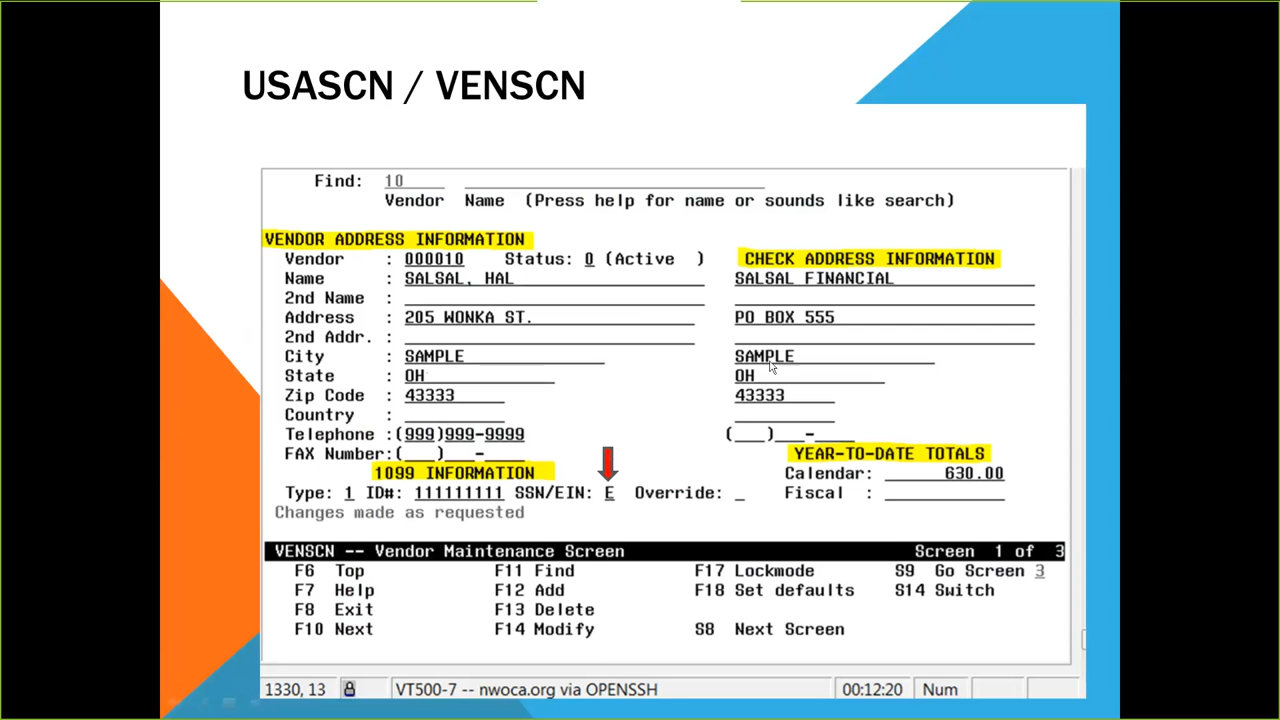 USASCN / VENSCN
Find: 10
Vendor Name (Press help for name or sounds like search)
VENDOR ADDRESS INFORMATION
Vendor : 000010 Status: 0 (Active ) CHECK ADDRESS INFORMATION
Name : SALSAL, HAL SALSAL FINANCIAL
2nd Name :
Address : 205 WONKA ST. PO BOX 555
2nd Addr. :
City : SAMPLE SAMPLE
State : OH OH
Zip Code : 43333 43333
Country :
Telephone :(999)999-9999 (___)___-____
FAX Number:(___)___-____ YEAR-TO-DATE TOTALS
1099 INFORMATION Calendar: 630.00
Type: 1 ID#: 111111111 SSN/EIN: E Override: _ Fiscal :
Changes made as requested
VENSCN -- Vendor Maintenance Screen Screen 1 of 3
F6 Top F11 Find F17 Lockmode S9 Go Screen 3
F7 Help F12 Add F18 Set defaults S14 Switch
F8 Exit F13 Delete
F10 Next F14 Modify S8 Next Screen
1330, 13 VT500-7 -- nwoca.org via OPENSSH 00:12:20 Num